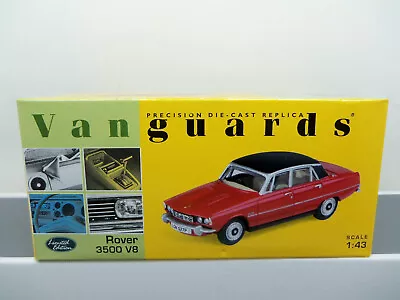 PRECISION DIE-CAST REPLICA
Vanguards
Limited Edition
Rover
3500 V8
SCALE
1:43